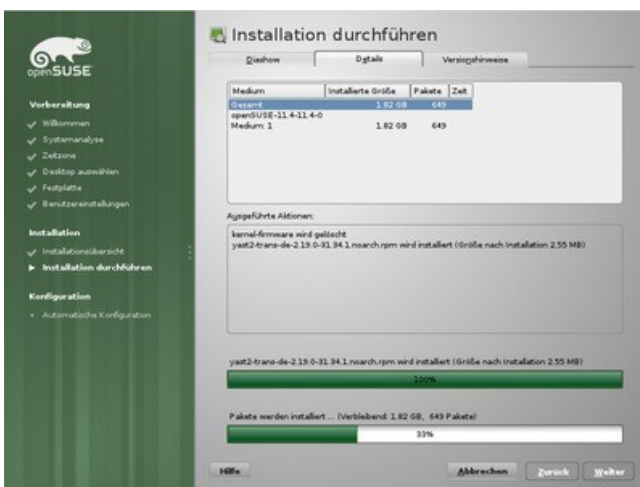 openSUSE
Vorbereitung
Willkommen
Systemanalyse
Zeitzone
Desktop auswählen
Festplatte
Benutzereinstellungen
Installation
Installationsübersicht
Installation durchführen
Konfiguration
Automatische Konfiguration
Installation durchführen
Diashow Details Versionshinweise
Medium Installierte Größe Pakete Zeit
Gesamt 1.82 GB 649
openSUSE-11.4-11.4-0
Medium: 1 1.82 GB 649
Ausgeführte Aktionen:
kernel-firmware wird gelöscht
yast2-trans-de-2.19.0-31.34.1.noarch.rpm wird installiert (Größe nach Installation 2.55 MB)
yast2-trans-de-2.19.0-31.34.1.noarch.rpm wird installiert (Größe nach Installation 2.55 MB)
100%
Pakete werden installiert ... (Verbleibend: 1.82 GB, 649 Pakete)
33%
Hilfe Abbrechen Zurück Weiter